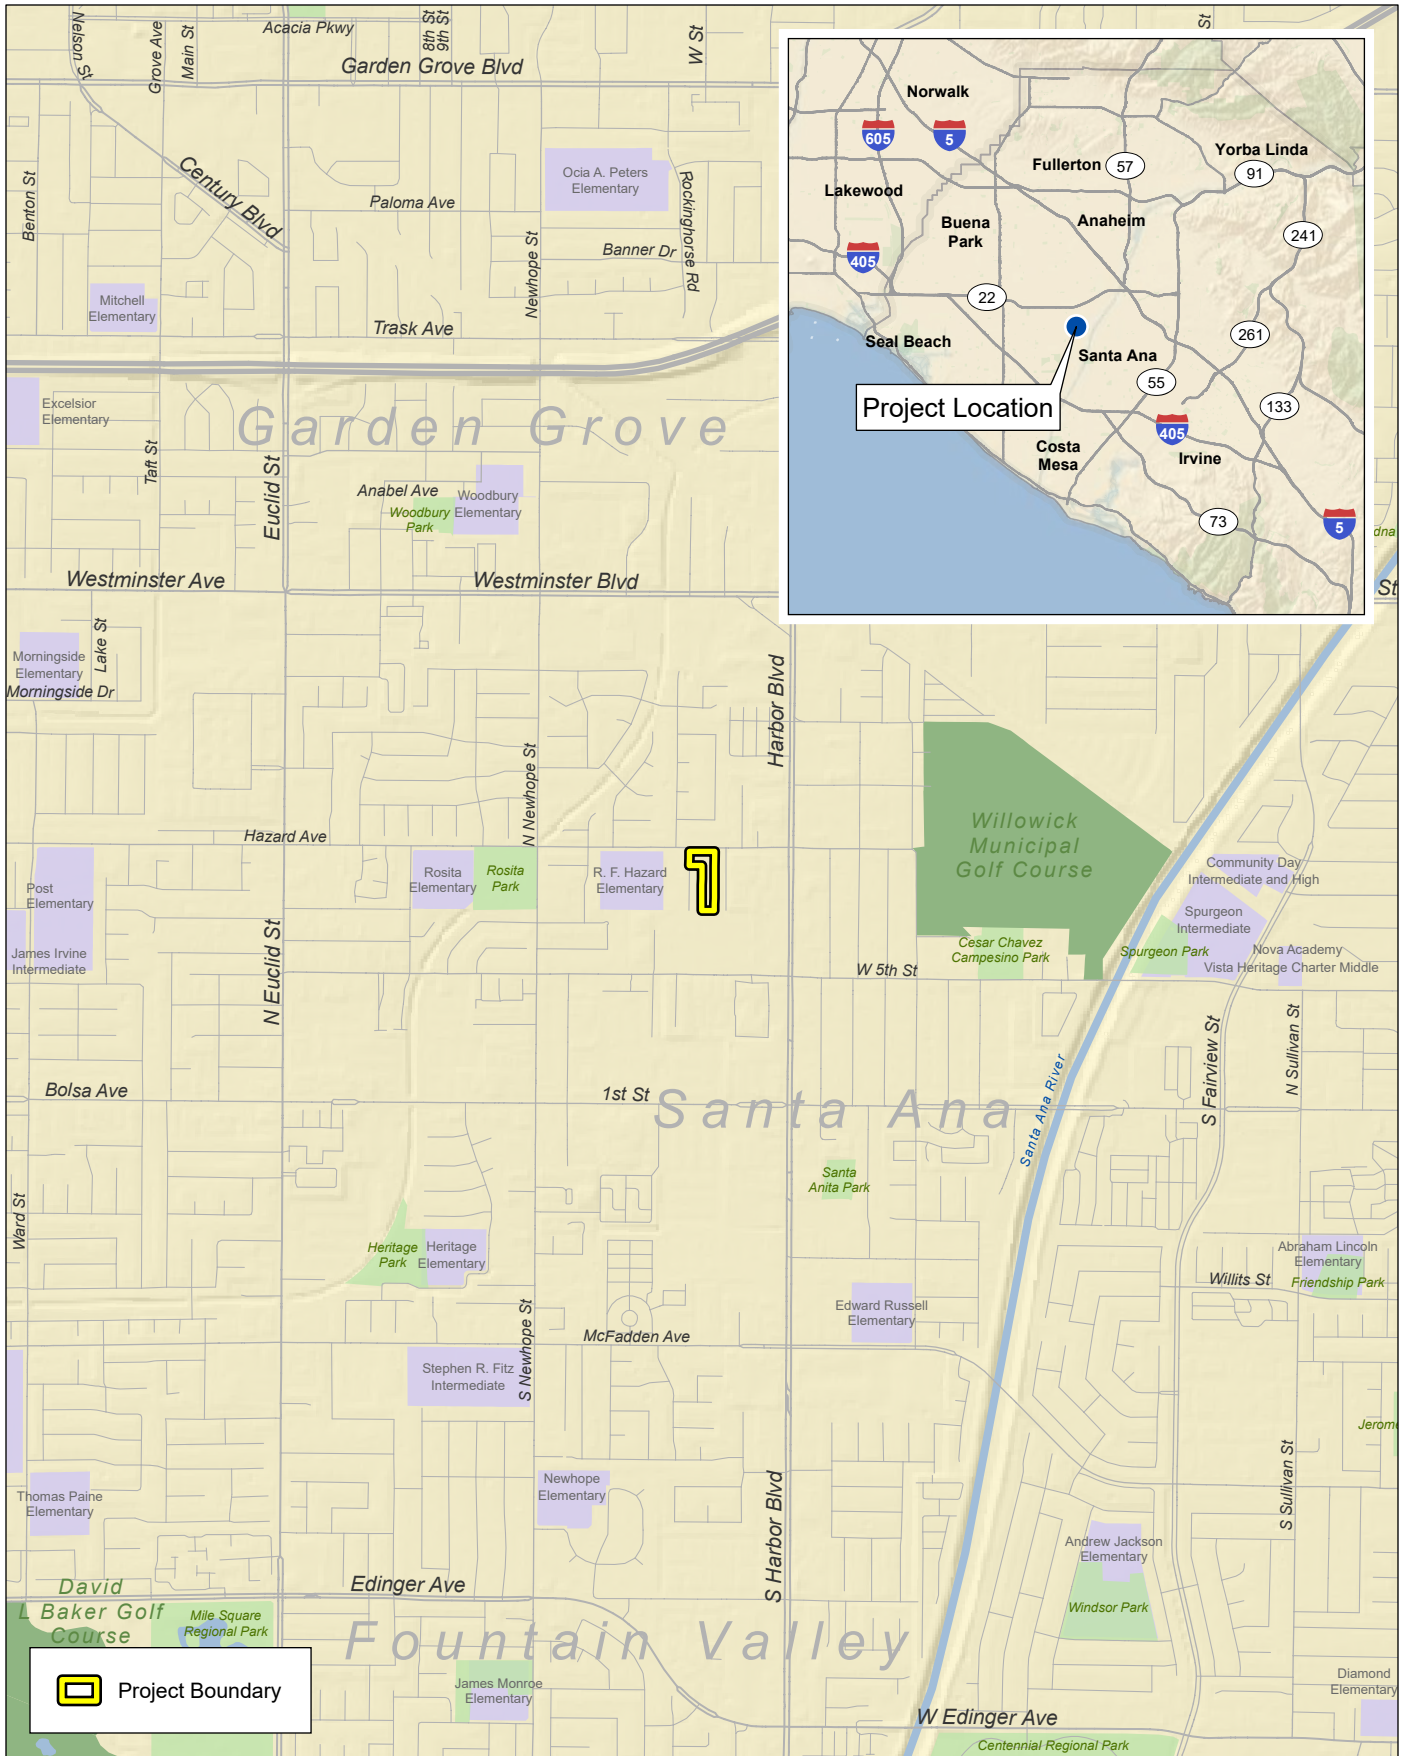 Nelson St
Grove Ave
Main St
Acacia Pkwy
8th St
9th St
W St
St
Garden Grove Blvd
Century Blvd
Benton St
Paloma Ave
Ocia A. Peters
Elementary
Rockinghorse Rd
Newhope St
Banner Dr
Mitchell
Elementary
Trask Ave
Excelsior
Elementary
Garden Grove
Taft St
Euclid St
Anabel Ave
Woodbury
Elementary
Woodbury
Park
Westminster Ave
Westminster Blvd
Lake St
Morningside
Elementary
Morningside Dr
Harbor Blvd
N Newhope St
Hazard Ave
Post
Elementary
James Irvine
Intermediate
N Euclid St
Rosita
Elementary
Rosita
Park
R. F. Hazard
Elementary
Willowick
Municipal
Golf Course
Community Day
Intermediate and High
Spurgeon
Intermediate
Spurgeon Park
Nova Academy
Vista Heritage Charter Middle
Cesar Chavez
Campesino Park
W 5th St
S Fairview St
N Sullivan St
Bolsa Ave
1st St
Santa Ana
Santa Ana River
Santa
Anita Park
Ward St
Heritage
Park
Heritage
Elementary
Abraham Lincoln
Elementary
Willits St
Friendship Park
Edward Russell
Elementary
McFadden Ave
S Newhope St
Stephen R. Fitz
Intermediate
Jerome
S Sullivan St
Newhope
Elementary
S Harbor Blvd
Thomas Paine
Elementary
Andrew Jackson
Elementary
Windsor Park
Edinger Ave
David
L Baker Golf
Course
Mile Square
Regional Park
Fountain Valley
James Monroe
Elementary
Diamond
Elementary
W Edinger Ave
Centennial Regional Park
Project Boundary
Norwalk
605
5
Fullerton
57
Yorba Linda
91
Lakewood
Buena
Park
Anaheim
241
405
22
261
Seal Beach
Santa Ana
55
Project Location
133
405
Costa
Mesa
Irvine
73
5
dna
St